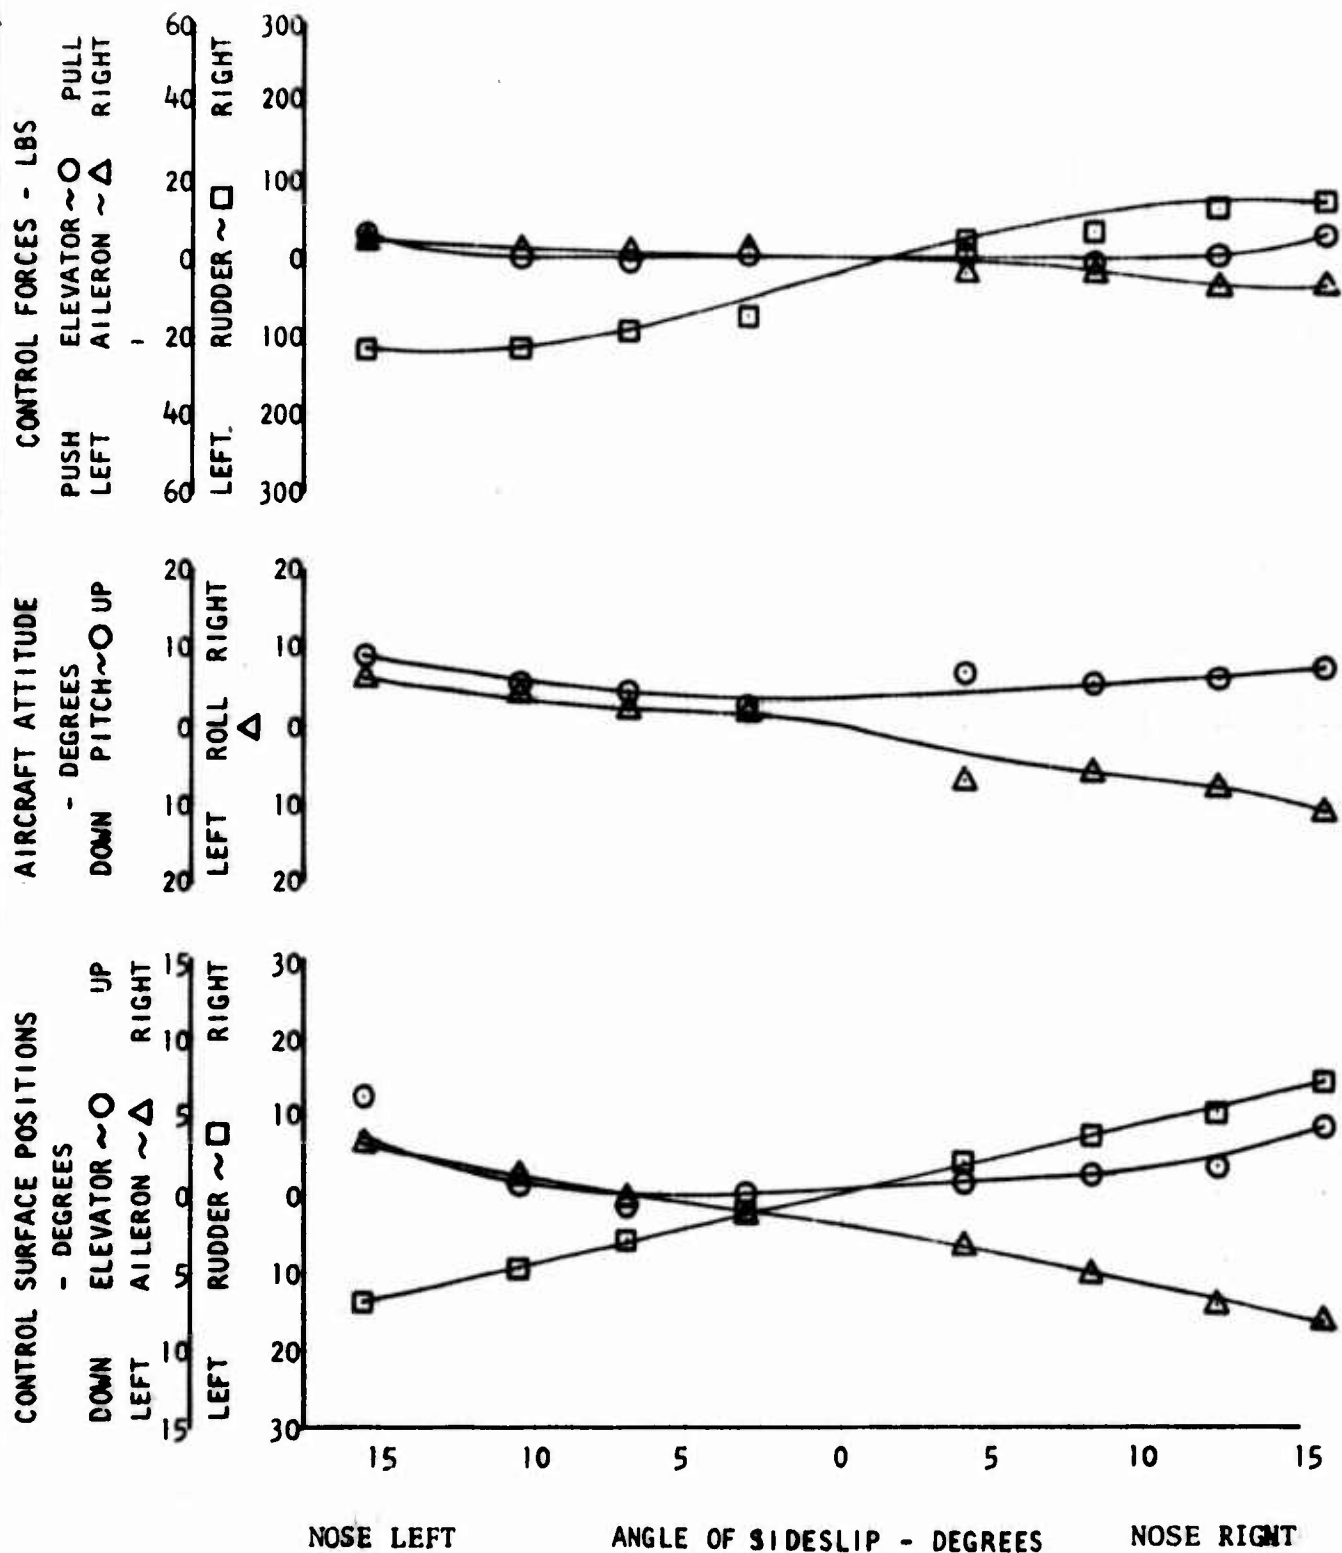 CONTROL FORCES - LBS
PUSH ELEVATOR ~ O PULL
LEFT AILERON ~ Δ RIGHT
60
40
20
0
20
40
60
LEFT. RUDDER ~ □ RIGHT
300
200
100
0
100
200
300
AIRCRAFT ATTITUDE
- DEGREES
DOWN PITCH~O UP
20
10
0
10
20
LEFT ROLL RIGHT
Δ
20
10
0
10
20
CONTROL SURFACE POSITIONS
- DEGREES
DOWN ELEVATOR ~ O UP
LEFT AILERON ~ Δ RIGHT
15
10
5
0
5
10
15
LEFT RUDDER ~ □ RIGHT
30
20
10
0
10
20
30
15 10 5 0 5 10 15
NOSE LEFT ANGLE OF SIDESLIP - DEGREES NOSE RIGHT